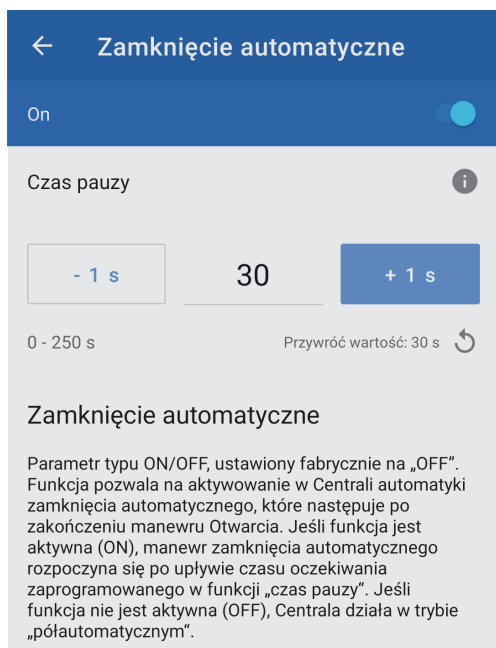 Zamknięcie automatyczne
On
Czas pauzy
- 1 s 30 + 1 s
0 - 250 s Przywróć wartość: 30 s
Zamknięcie automatyczne
Parametr typu ON/OFF, ustawiony fabrycznie na „OFF”.
Funkcja pozwala na aktywowanie w Centrali automatyki
zamknięcia automatycznego, które następuje po
zakończeniu manewru Otwarcia. Jeśli funkcja jest
aktywna (ON), manewr zamknięcia automatycznego
rozpoczyna się po upływie czasu oczekiwania
zaprogramowanego w funkcji „czas pauzy“. Jeśli
funkcja nie jest aktywna (OFF), Centrala działa w trybie
„półautomatycznym“.